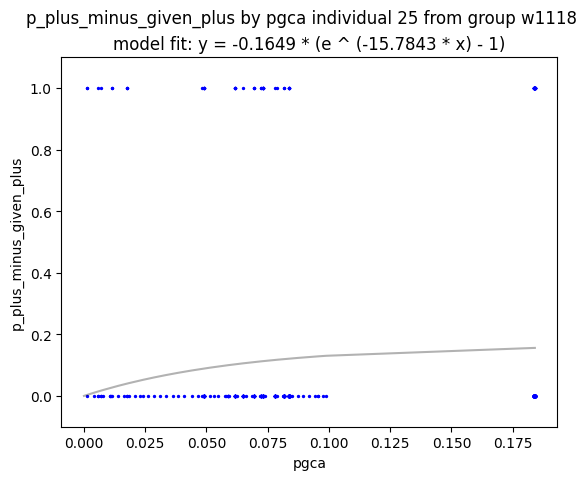 p_plus_minus_given_plus by pgca individual 25 from group w1118
model fit: y = -0.1649 * (e ^ (-15.7843 * x) - 1)
p_plus_minus_given_plus
1.0
0.8
0.6
0.4
0.2
0.0
0.000 0.025 0.050 0.075 0.100 0.125 0.150 0.175
pgca